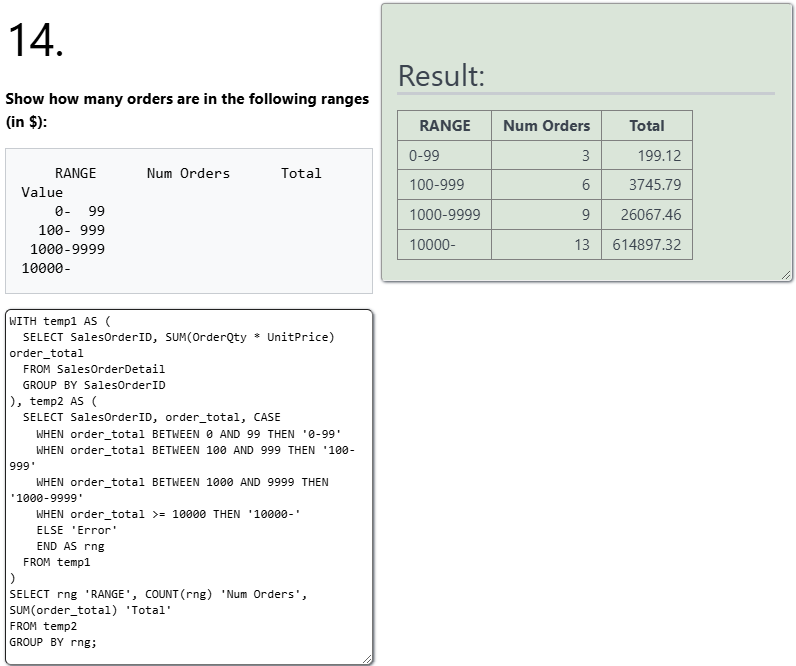 14.
Show how many orders are in the following ranges
(in $):
RANGE Num Orders Total
Value
0- 99
100- 999
1000-9999
10000-
WITH temp1 AS (
SELECT SalesOrderID, SUM(OrderQty * UnitPrice)
order_total
FROM SalesOrderDetail
GROUP BY SalesOrderID
), temp2 AS (
SELECT SalesOrderID, order_total, CASE
WHEN order_total BETWEEN 0 AND 99 THEN '0-99'
WHEN order_total BETWEEN 100 AND 999 THEN '100-
999'
WHEN order_total BETWEEN 1000 AND 9999 THEN
'1000-9999'
WHEN order_total >= 10000 THEN '10000-'
ELSE 'Error'
END AS rng
FROM temp1
)
SELECT rng 'RANGE', COUNT(rng) 'Num Orders',
SUM(order_total) 'Total'
FROM temp2
GROUP BY rng;
Result:
RANGE Num Orders Total
0-99 3 199.12
100-999 6 3745.79
1000-9999 9 26067.46
10000- 13 614897.32